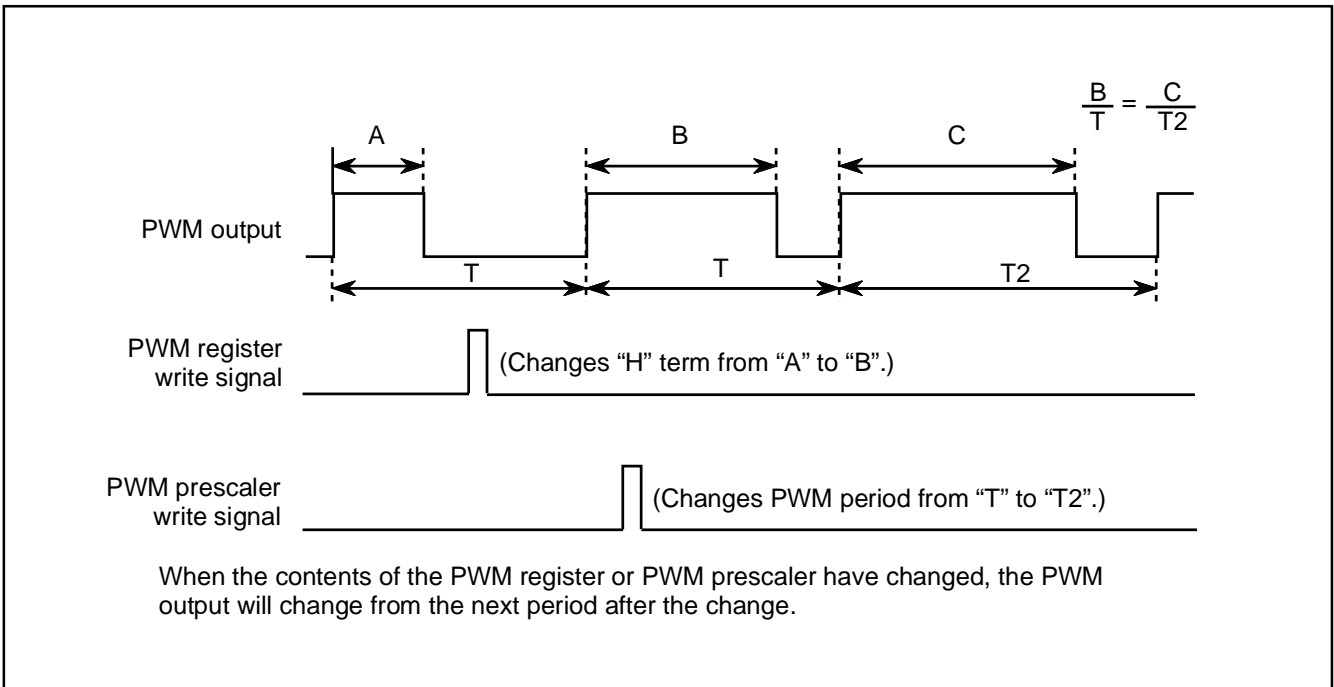 B = C
T T2
A B C
PWM output
T T T2
PWM register
write signal
(Changes “H” term from “A” to “B”.)
PWM prescaler
write signal
(Changes PWM period from “T” to “T2”.)
When the contents of the PWM register or PWM prescaler have changed, the PWM
output will change from the next period after the change.